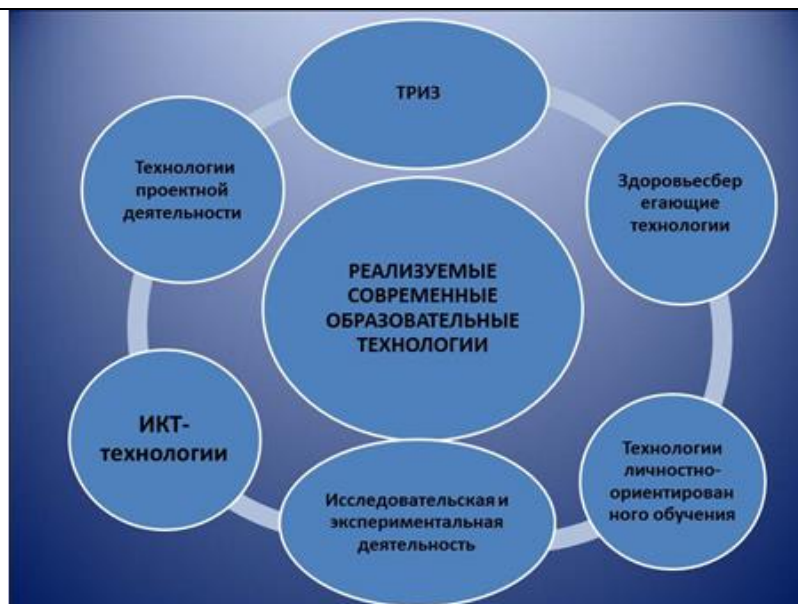 ТРИЗ
Технологии
проектной
деятельности
Здоровьесбер
егающие
технологии
РЕАЛИЗУЕМЫЕ
СОВРЕМЕННЫЕ
ОБРАЗОВАТЕЛЬНЫЕ
ТЕХНОЛОГИИ
ИКТ-
технологии
Технологии
личностно-
ориентирован
ного обучения
Исследовательская и
экспериментальная
деятельность